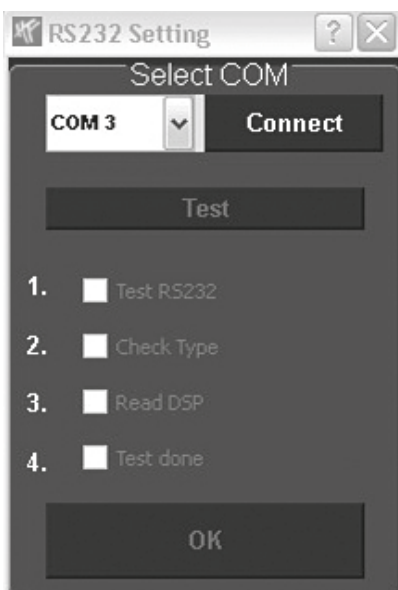 RS232 Setting
Select COM
COM 3 Connect
Test
1. Test RS232
2. Check Type
3. Read DSP
4. Test done
OK